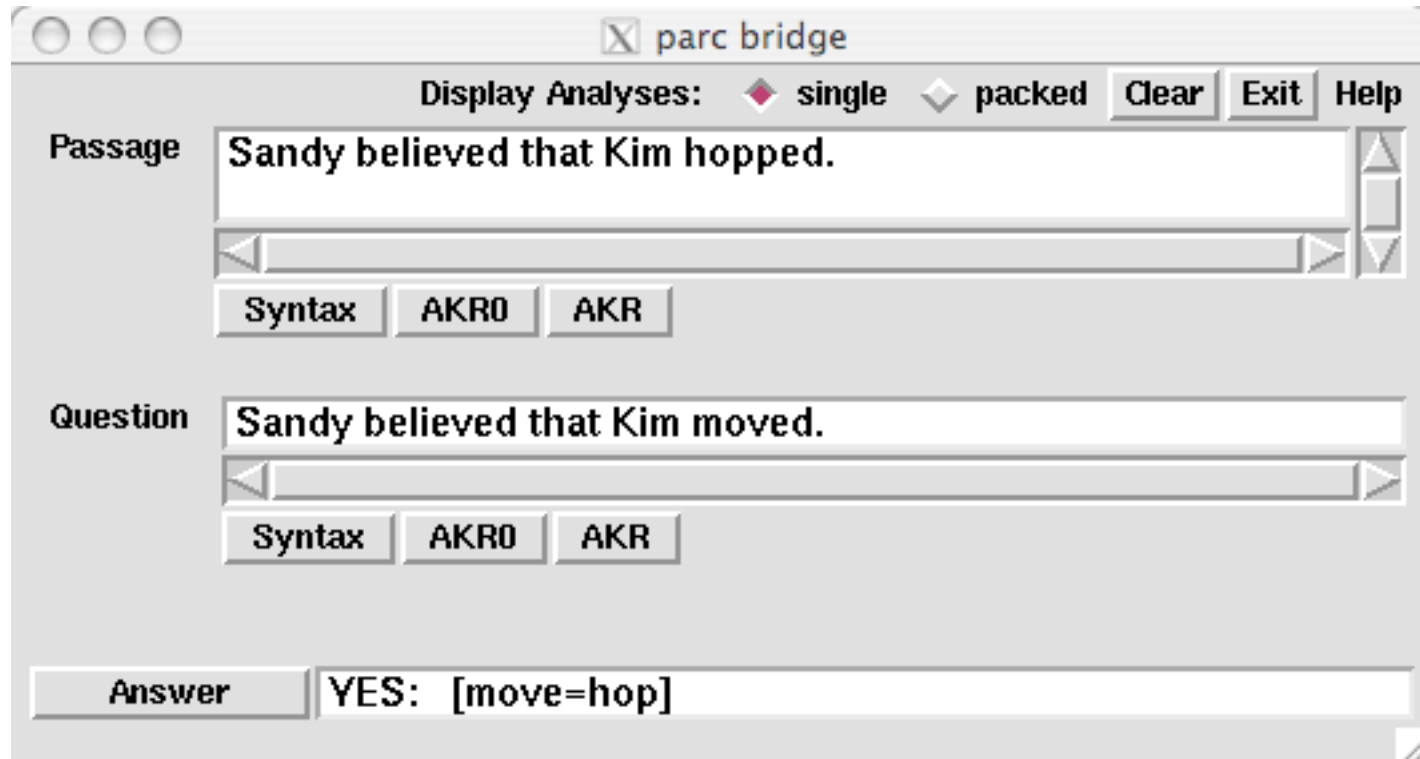 parc bridge
Display Analyses: single packed Clear Exit Help
Passage Sandy believed that Kim hopped.
Syntax AKR0 AKR
Question Sandy believed that Kim moved.
Syntax AKR0 AKR
Answer YES: [move=hop]